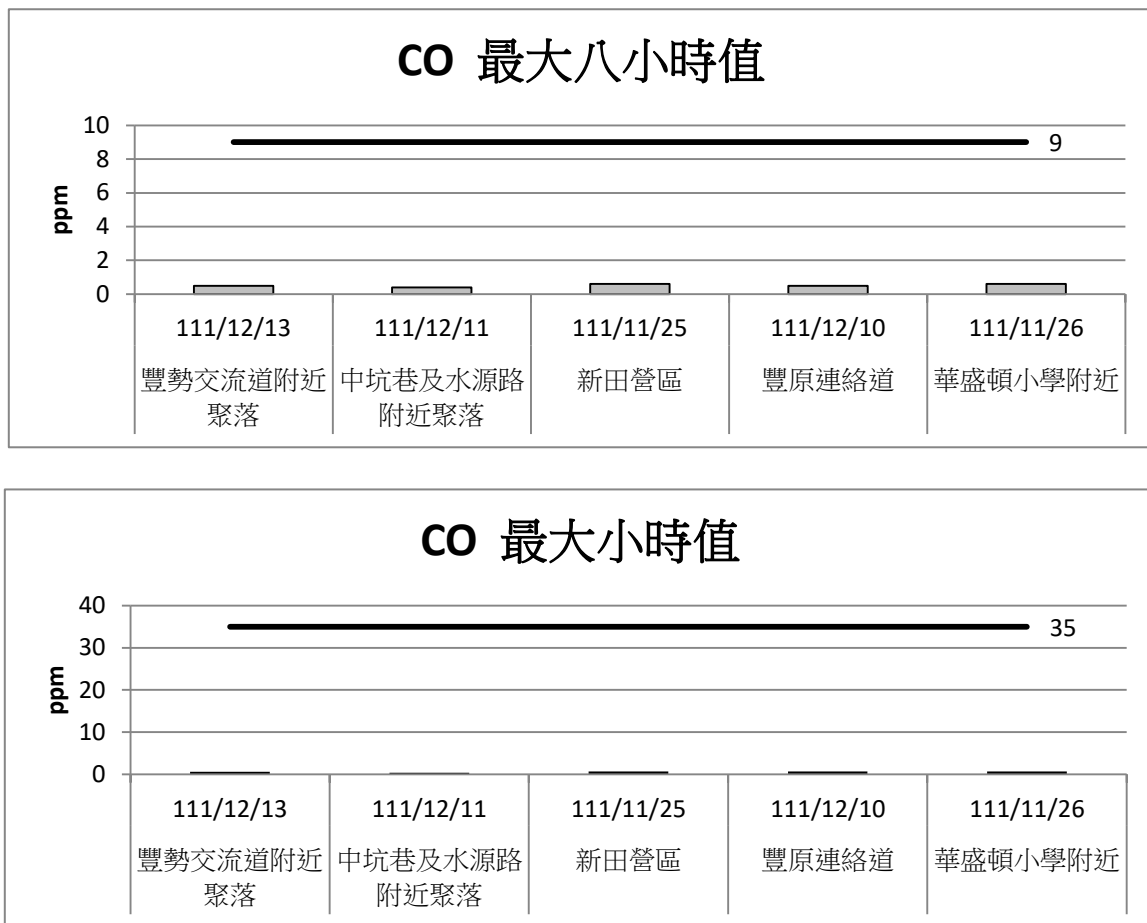 CO 最大八小時值
10
8
6
4
2
0
ppm
9
111/12/13 111/12/11 111/11/25 111/12/10 111/11/26
豐勢交流道附近 中坑巷及水源路 新田營區 豐原連絡道 華盛頓小學附近
聚落 附近聚落
CO 最大小時值
40
30
20
10
0
ppm
35
111/12/13 111/12/11 111/11/25 111/12/10 111/11/26
豐勢交流道附近 中坑巷及水源路 新田營區 豐原連絡道 華盛頓小學附近
聚落 附近聚落